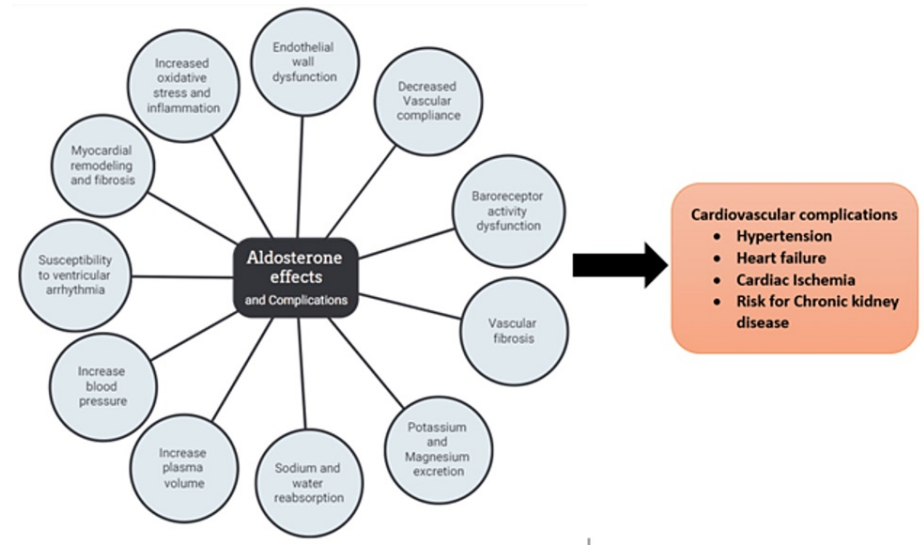 Endothelial
wall
dysfunction
Increased
oxidative
stress and
inflammation
Decreased
Vascular
compliance
Myocardial
remodeling
and fibrosis
Baroreceptor
activity
dysfunction
Cardiovascular complications
• Hypertension
• Heart failure
• Cardiac Ischemia
• Risk for Chronic kidney
disease
Aldosterone
effects
and Complications
Susceptibility
to ventricular
arrhythmia
Vascular
fibrosis
Increase
blood
pressure
Potassium
and
Magnesium
excretion
Increase
plasma
volume
Sodium and
water
reabsorption